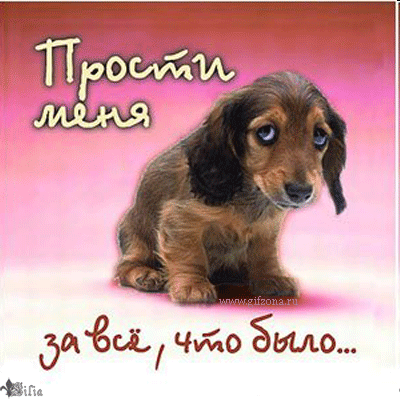 Прости
меня
www.gifzona.ru
за всё, что было...
Silia